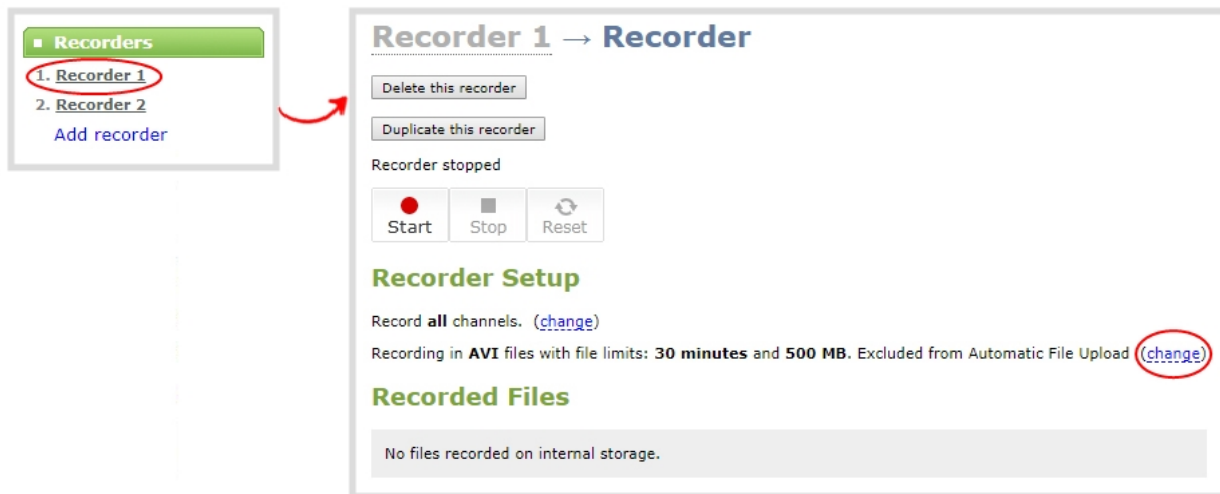 Recorders
1. Recorder 1
2. Recorder 2
Add recorder
Recorder 1 → Recorder
Delete this recorder
Duplicate this recorder
Recorder stopped
Start Stop Reset
Recorder Setup
Record all channels. (change)
Recording in AVI files with file limits: 30 minutes and 500 MB. Excluded from Automatic File Upload (change)
Recorded Files
No files recorded on internal storage.